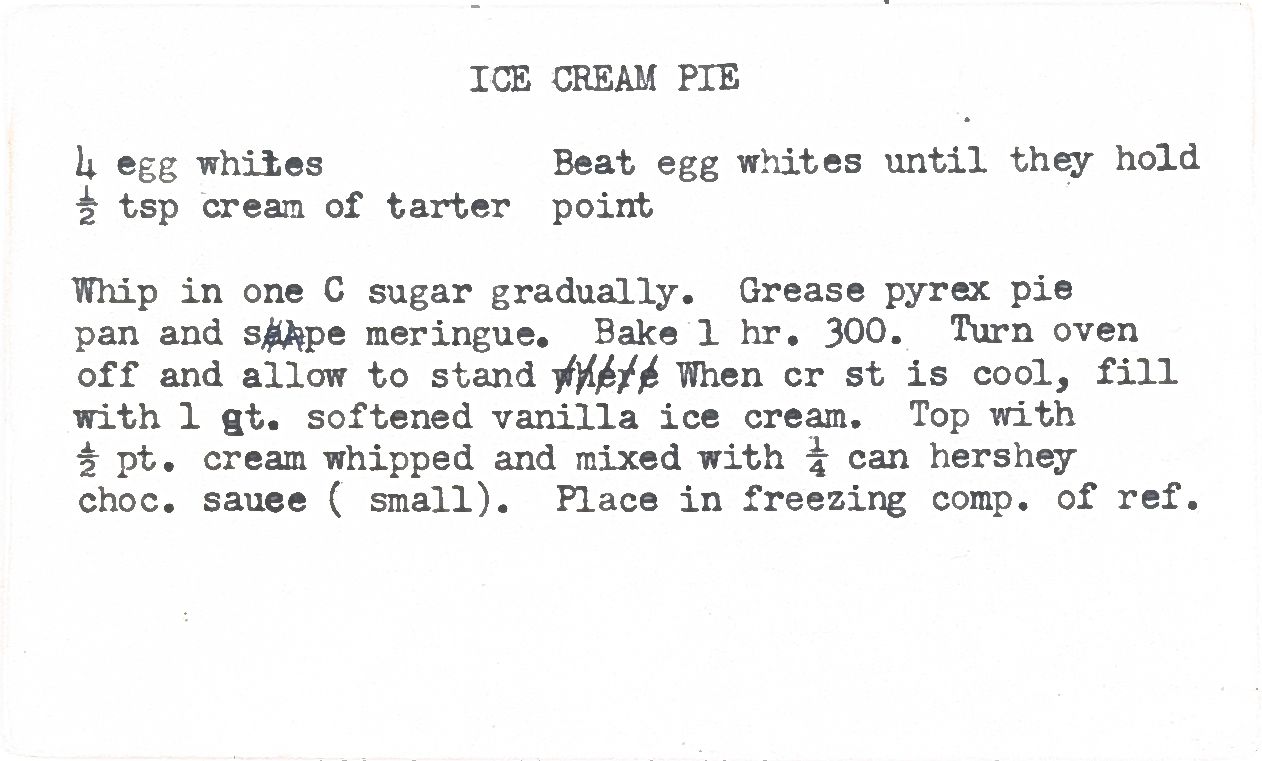 ICE CREAM PIE
4 egg whites Beat egg whites until they hold
½ tsp cream of tarter point
Whip in one C sugar gradually. Grease pyrex pie
pan and shape meringue. Bake 1 hr. 300. Turn oven
off and allow to stand When cr st is cool, fill
with 1 qt. softened vanilla ice cream. Top with
½ pt. cream whipped and mixed with ¼ can hershey
choc. sauce ( small). Place in freezing comp. of ref.